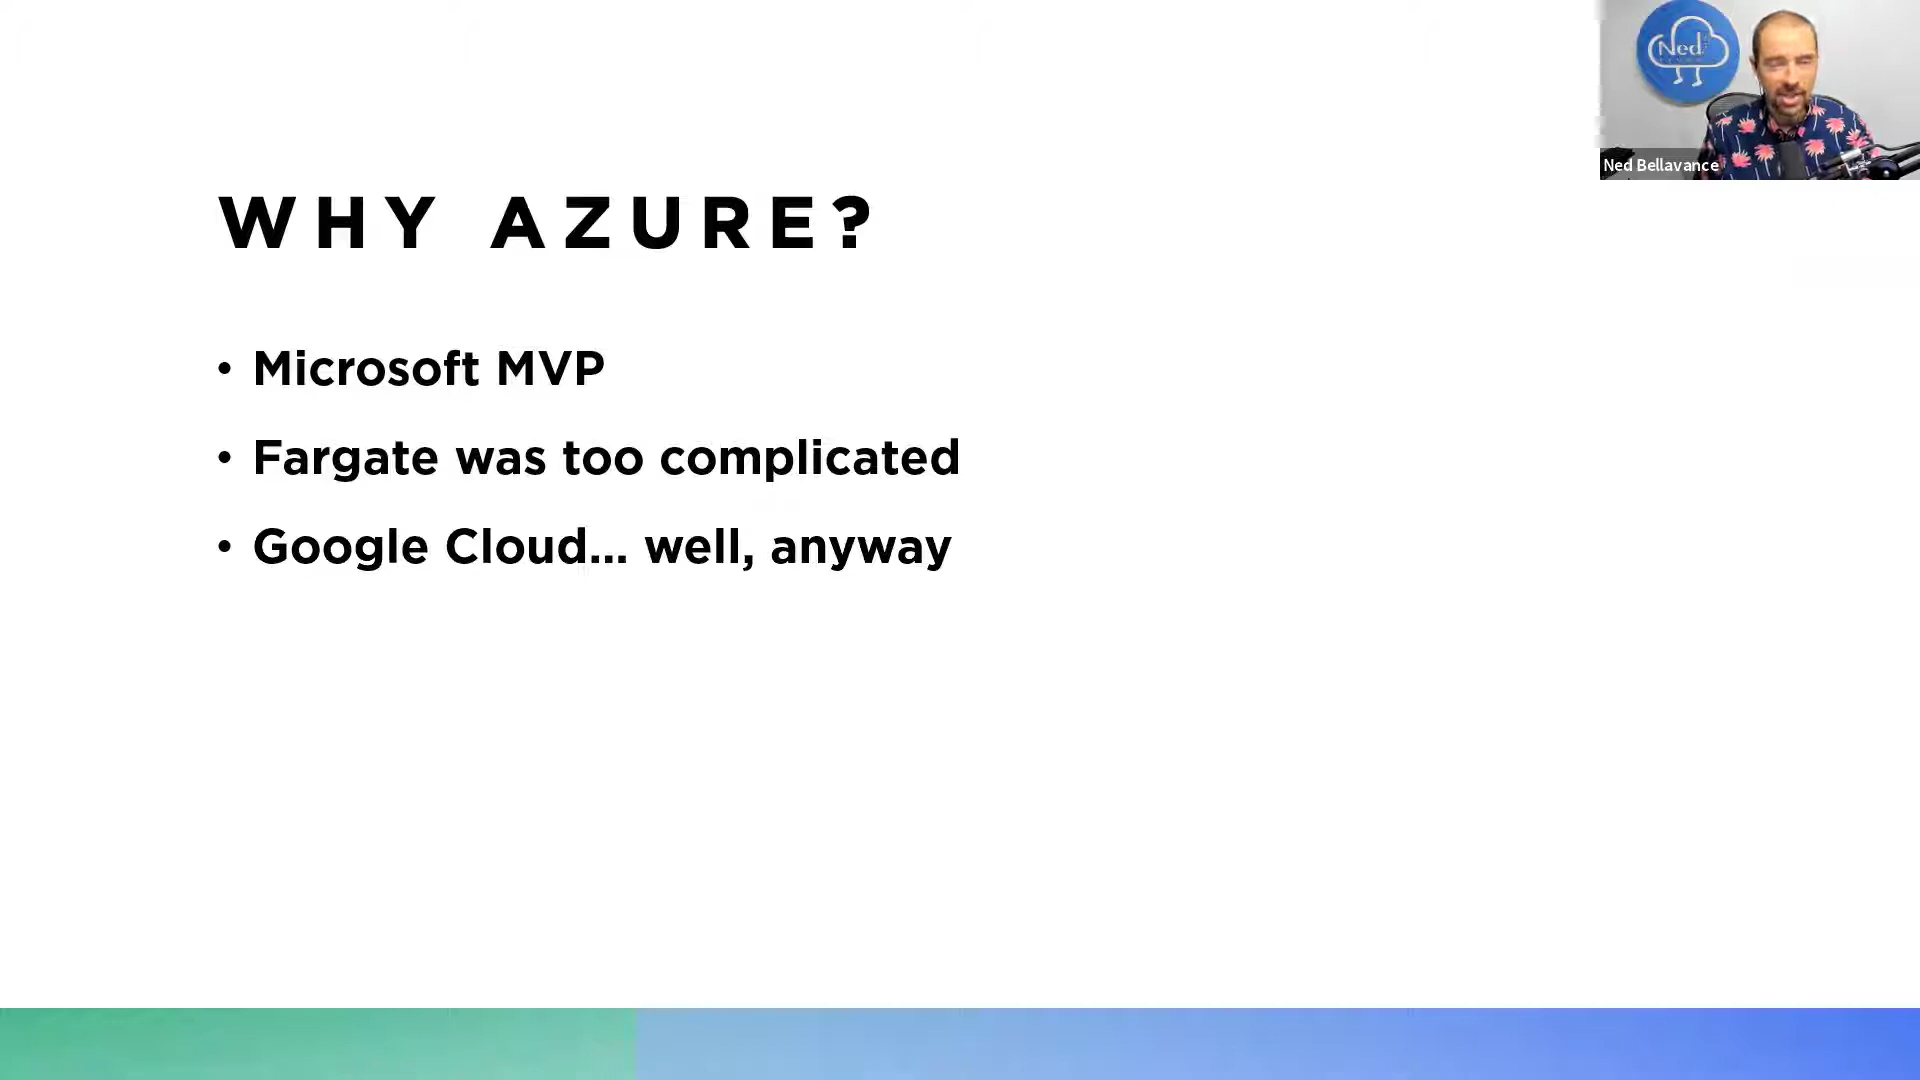 Ned
Ned Bellavance
WHY AZURE?
• Microsoft MVP
• Fargate was too complicated
• Google Cloud... well, anyway